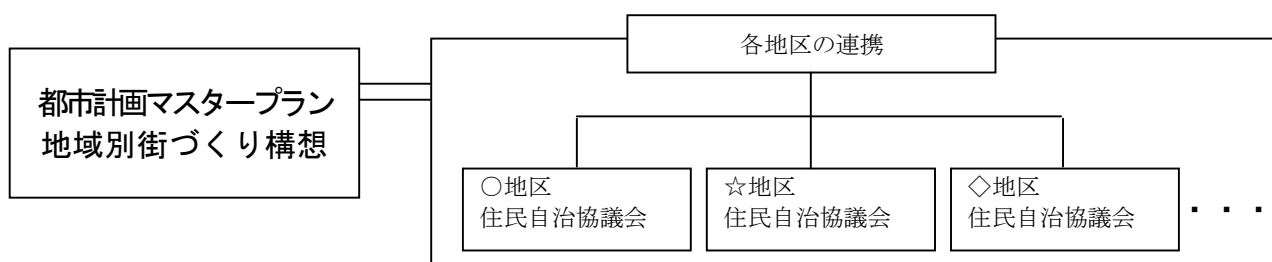 各地区の連携
都市計画マスタープラン
地域別街づくり構想
○地区
住民自治協議会
☆地区
住民自治協議会
◇地区
住民自治協議会
・・・